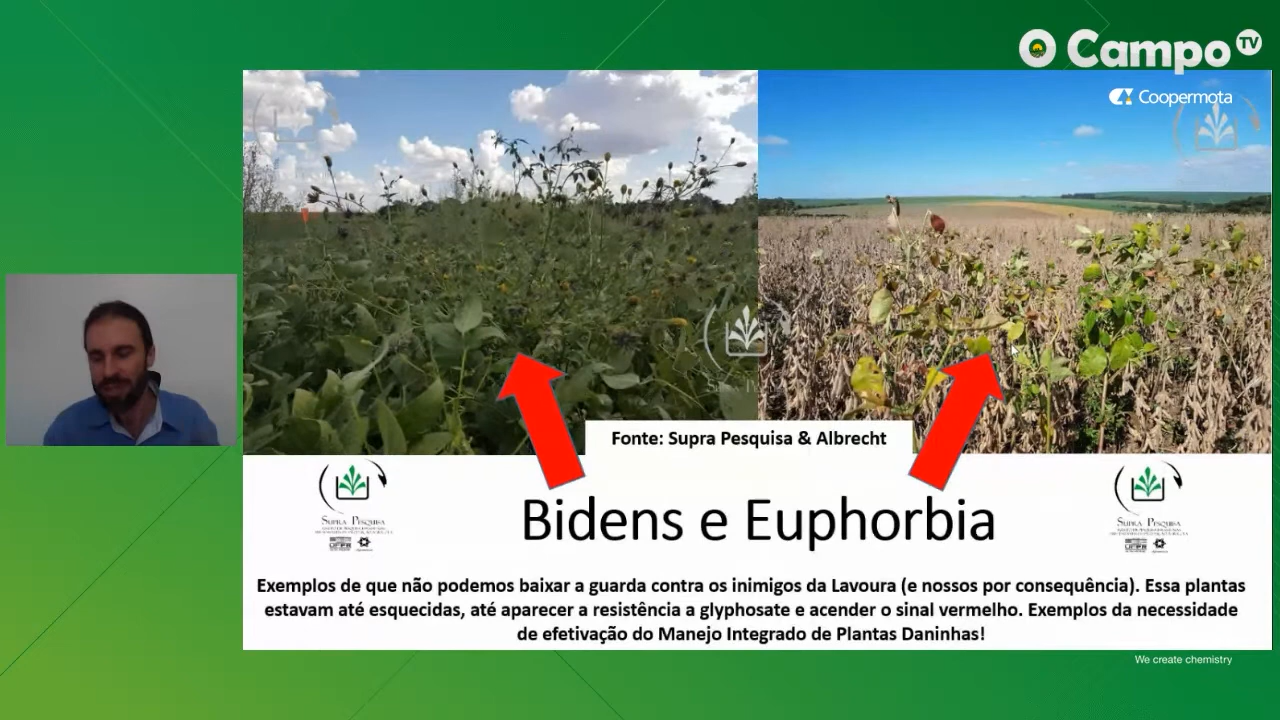 O Campo TV
Coopermota
Fonte: Supra Pesquisa & Albrecht
Supra Pesquisa
UFPR
Supra Pesquisa
UFPR
Bidens e Euphorbia
Exemplos de que não podemos baixar a guarda contra os inimigos da Lavoura (e nossos por consequência). Essa plantas
estavam até esquecidas, até aparecer a resistência a glyphosate e acender o sinal vermelho. Exemplos da necessidade
de efetivação do Manejo Integrado de Plantas Daninhas!
We create chemistry